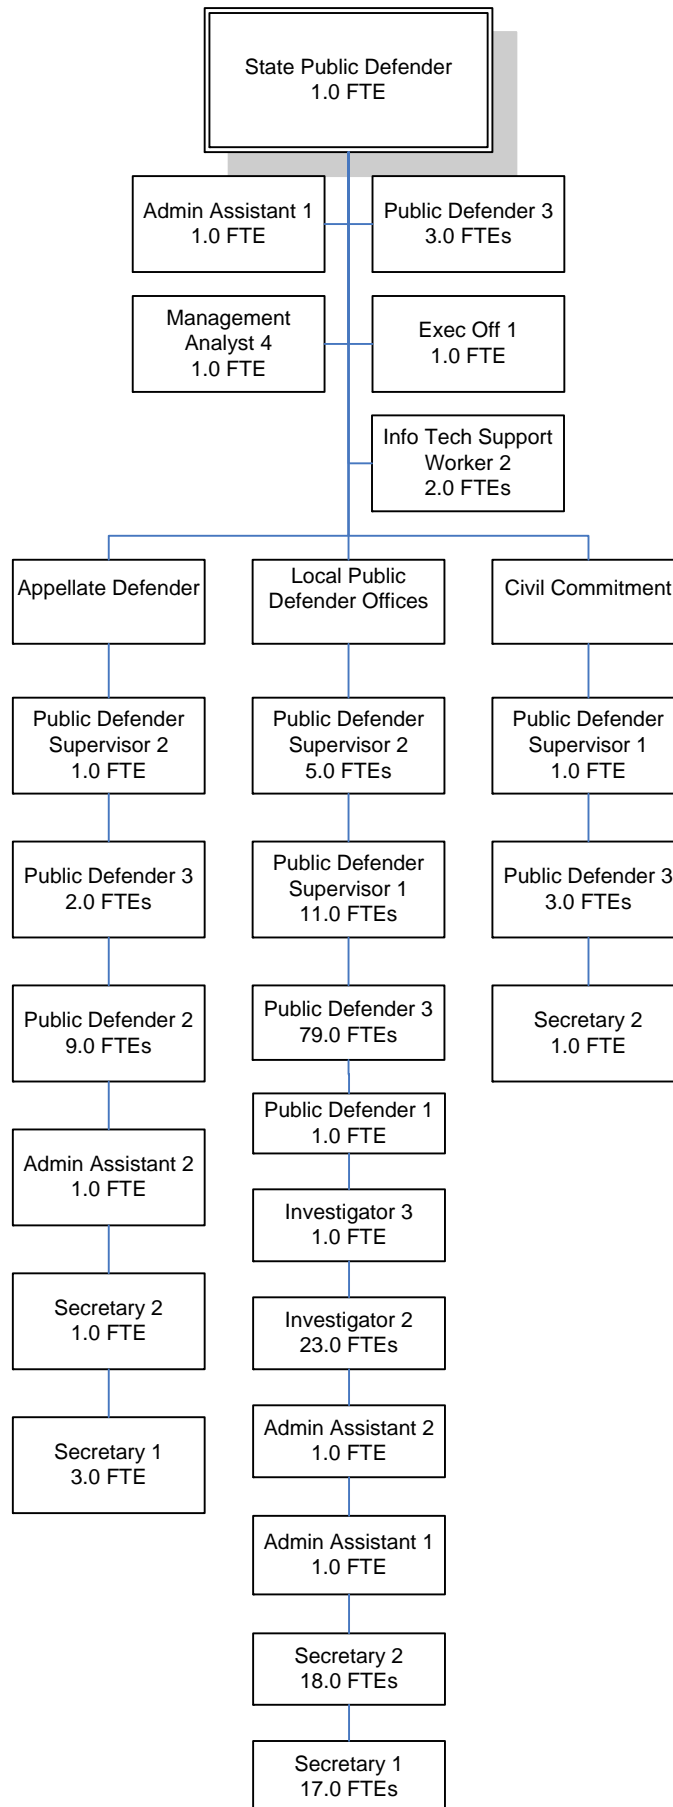 State Public Defender
1.0 FTE
Admin Assistant 1
1.0 FTE
Public Defender 3
3.0 FTEs
Management
Analyst 4
1.0 FTE
Exec Off 1
1.0 FTE
Info Tech Support
Worker 2
2.0 FTEs
Appellate Defender
Local Public
Defender Offices
Civil Commitment
Public Defender
Supervisor 2
1.0 FTE
Public Defender
Supervisor 2
5.0 FTEs
Public Defender
Supervisor 1
1.0 FTE
Public Defender 3
2.0 FTEs
Public Defender
Supervisor 1
11.0 FTEs
Public Defender 3
3.0 FTEs
Public Defender 2
9.0 FTEs
Public Defender 3
79.0 FTEs
Secretary 2
1.0 FTE
Public Defender 1
1.0 FTE
Admin Assistant 2
1.0 FTE
Investigator 3
1.0 FTE
Secretary 2
1.0 FTE
Investigator 2
23.0 FTEs
Secretary 1
3.0 FTE
Admin Assistant 2
1.0 FTE
Admin Assistant 1
1.0 FTE
Secretary 2
18.0 FTEs
Secretary 1
17.0 FTEs